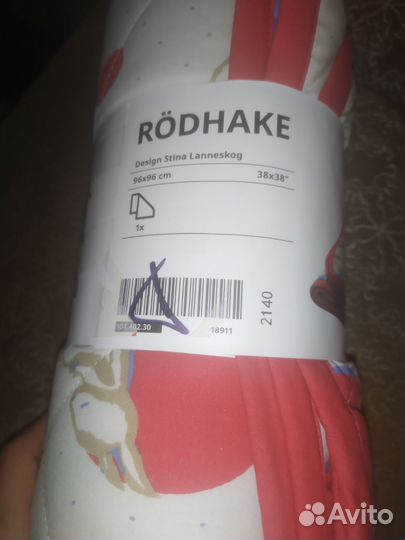 RÖDHAKE
Design Stina Lanneskog
96x96 cm 38x38"
1x
18911
2140
Avito